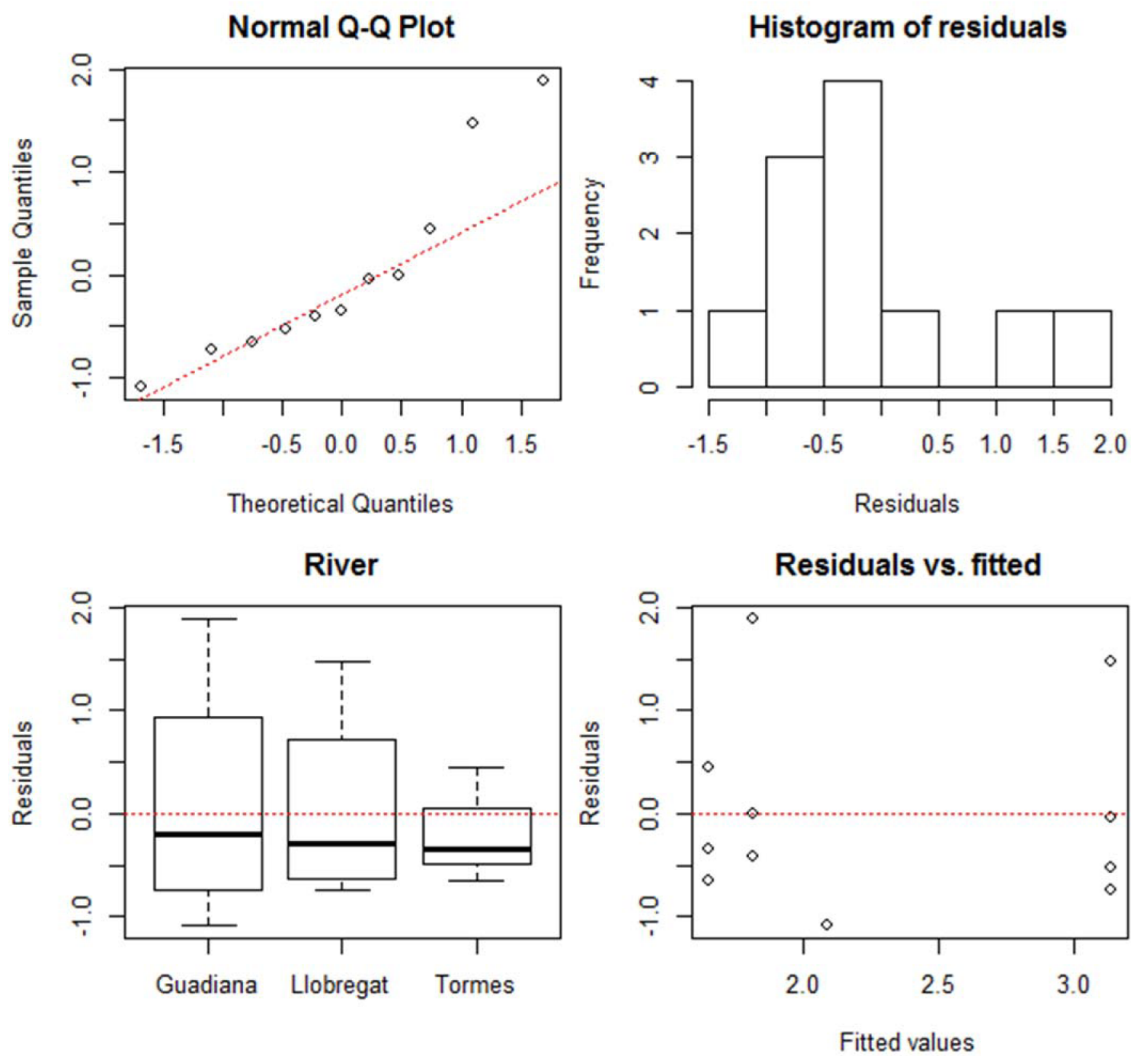 Normal Q-Q Plot
Sample Quantiles
2.0
1.0
0.0
-1.0
-1.5
-0.5
0.0
0.5
1.0
1.5
Theoretical Quantiles
Histogram of residuals
Frequency
4
3
2
1
0
-1.5
-0.5
0.5
1.0
1.5
2.0
Residuals
River
Residuals
2.0
1.0
0.0
-1.0
Guadiana
Llobregat
Tormes
Residuals vs. fitted
Residuals
2.0
1.0
0.0
-1.0
2.0
2.5
3.0
Fitted values